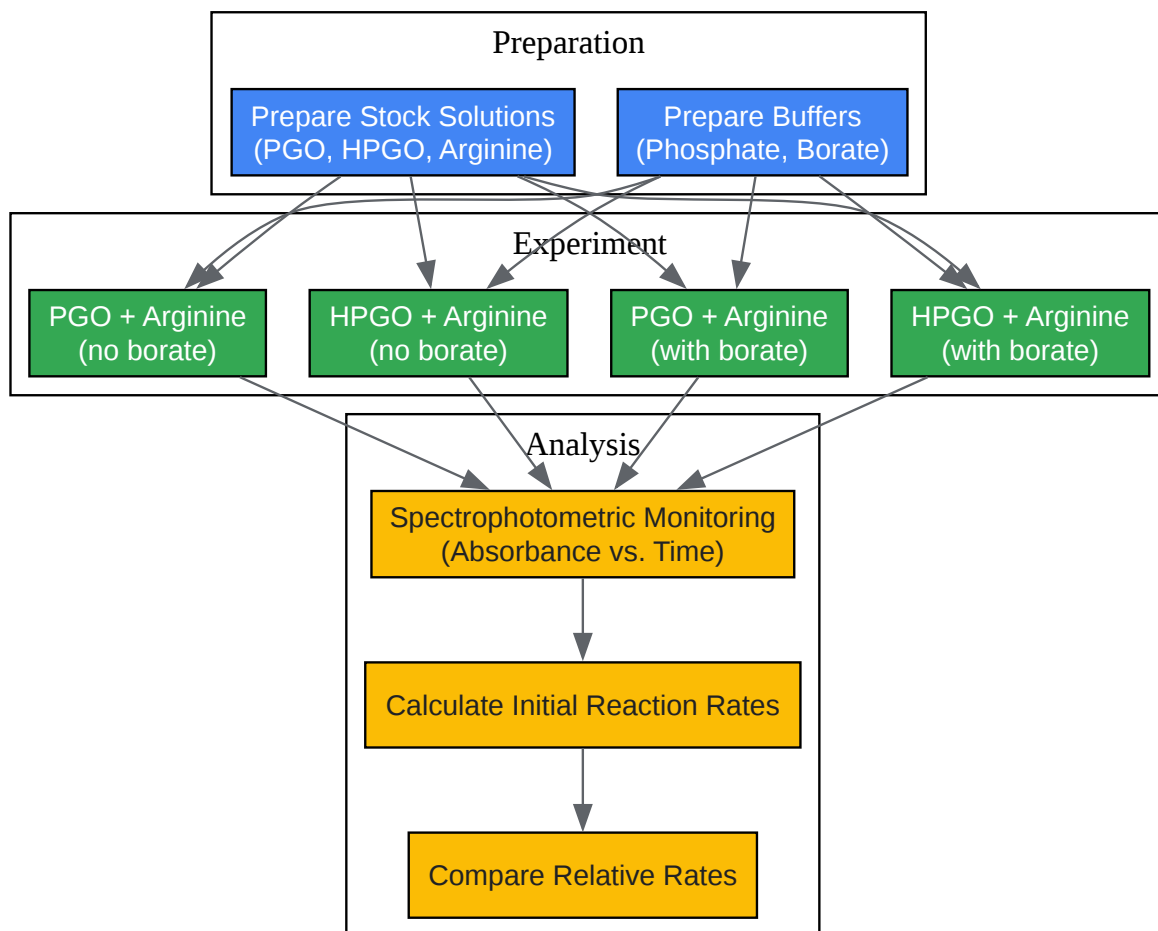 Preparation
Prepare Stock Solutions
(PGO, HPGO, Arginine)
Prepare Buffers
(Phosphate, Borate)
Experiment
PGO + Arginine
(no borate)
HPGO + Arginine
(no borate)
PGO + Arginine
(with borate)
HPGO + Arginine
(with borate)
Analysis
Spectrophotometric Monitoring
(Absorbance vs. Time)
Calculate Initial Reaction Rates
Compare Relative Rates